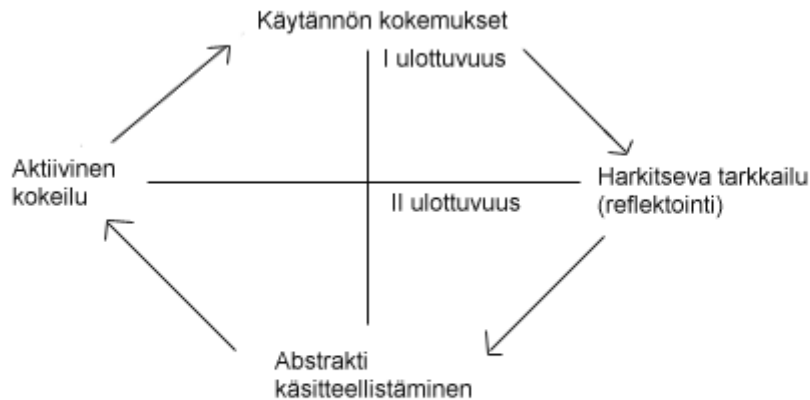 Käytännön kokemukset
I ulottuvuus
Aktiivinen
kokeilu
Harkitseva tarkkailu
(reflektointi)
II ulottuvuus
Abstrakti
käsitteellistäminen